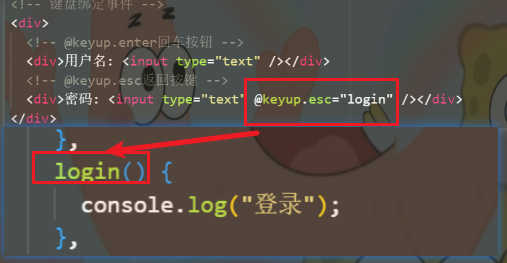 <!-- 键盘绑定事件 -->
<div>
<!-- @keyup.enter回车按钮 -->
<div>用户名: <input type="text" /></div>
<!-- @keyup.esc返回按键 -->
<div>密码: <input type="text" @keyup.esc="login" /></div>
</div>
},
login() {
console.log("登录");
},